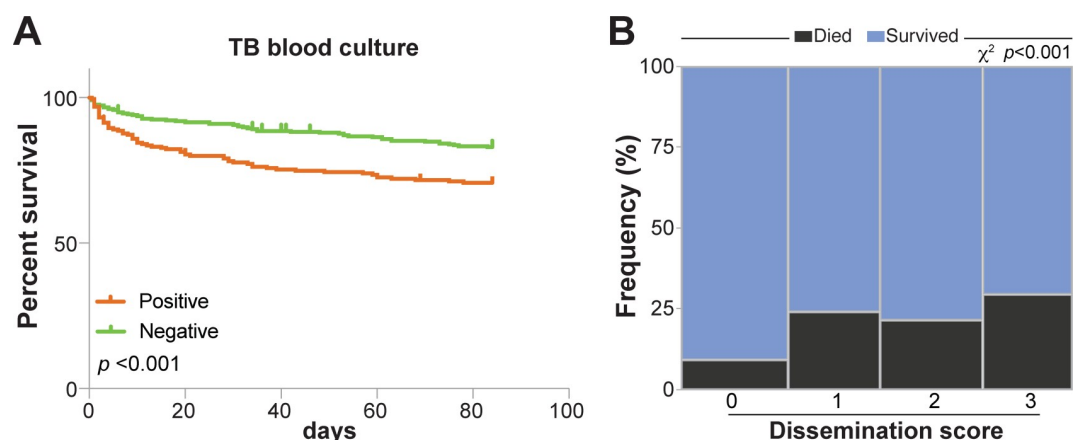 A
TB blood culture
Percent survival
100
50
0
Positive
Negative
p <0.001
0 20 40 60 80 100
days
B
Died Survived
χ² p<0.001
Frequency (%)
100
75
50
25
0
0 1 2 3
Dissemination score